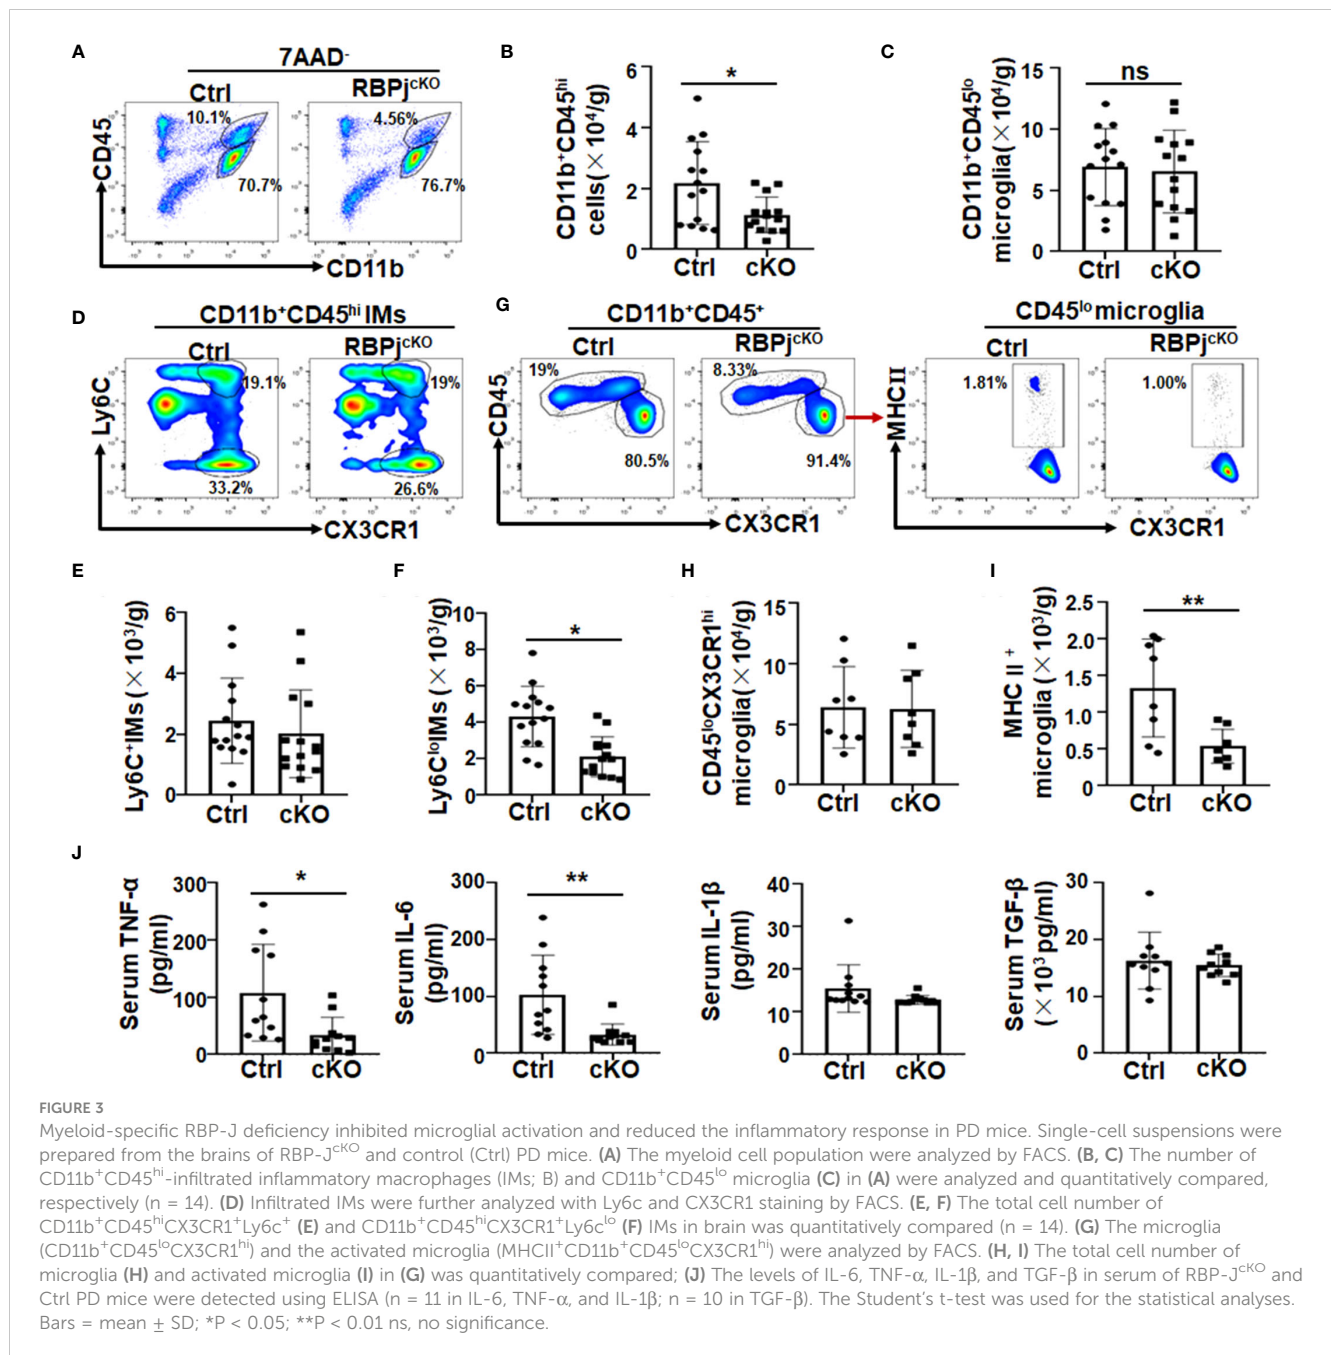 A
7AAD-
Ctrl
RBPjcKO
10.1%
4.56%
70.7%
76.7%
CD45
CD11b
B
*
CD11b+CD45hi
cells(×10⁴/g)
6
4
2
0
Ctrl
cKO
C
ns
CD11b+CD45lo
microglia(×10⁴/g)
15
10
5
0
Ctrl
cKO
D
CD11b+CD45hi IMs
Ctrl
RBPjcKO
19.1%
19%
33.2%
26.6%
Ly6C
CX3CR1
G
CD11b+CD45+
Ctrl
RBPjcKO
19%
8.33%
80.5%
91.4%
CD45
CX3CR1
CD45lo microglia
Ctrl
RBPjcKO
1.81%
1.00%
MHCII
CX3CR1
E
Ly6C+IMs(×10³/g)
6
4
2
0
Ctrl
cKO
F
*
Ly6CloIMs(×10³/g)
10
8
6
4
2
0
Ctrl
cKO
H
CD45loCX3CR1hi
microglia(×10⁴/g)
15
10
5
0
Ctrl
cKO
I
**
MHC II +
microglia(×10³/g)
2.5
2.0
1.5
1.0
0.5
0
Ctrl
cKO
J
*
Serum TNF-α
(pg/ml)
300
200
100
0
Ctrl
cKO
**
Serum IL-6
(pg/ml)
300
200
100
0
Ctrl
cKO
Serum IL-1β
(pg/ml)
40
30
20
10
0
Ctrl
cKO
Serum TGF-β
(×10³ pg/ml)
30
20
10
0
Ctrl
cKO
FIGURE 3
Myeloid-specific RBP-J deficiency inhibited microglial activation and reduced the inflammatory response in PD mice. Single-cell suspensions were
prepared from the brains of RBP-JcKO and control (Ctrl) PD mice. (A) The myeloid cell population were analyzed by FACS. (B, C) The number of
CD11b+CD45hi-infiltrated inflammatory macrophages (IMs; B) and CD11b+CD45lo microglia (C) in (A) were analyzed and quantitatively compared,
respectively (n = 14). (D) Infiltrated IMs were further analyzed with Ly6c and CX3CR1 staining by FACS. (E, F) The total cell number of
CD11b+CD45hiCX3CR1+Ly6c+ (E) and CD11b+CD45hiCX3CR1+Ly6clo (F) IMs in brain was quantitatively compared (n = 14). (G) The microglia
(CD11b+CD45loCX3CR1hi) and the activated microglia (MHCII+CD11b+CD45loCX3CR1hi) were analyzed by FACS. (H, I) The total cell number of
microglia (H) and activated microglia (I) in (G) was quantitatively compared; (J) The levels of IL-6, TNF-α, IL-1β, and TGF-β in serum of RBP-JcKO and
Ctrl PD mice were detected using ELISA (n = 11 in IL-6, TNF-α, and IL-1β; n = 10 in TGF-β). The Student's t-test was used for the statistical analyses.
Bars = mean ± SD; *P < 0.05; **P < 0.01 ns, no significance.